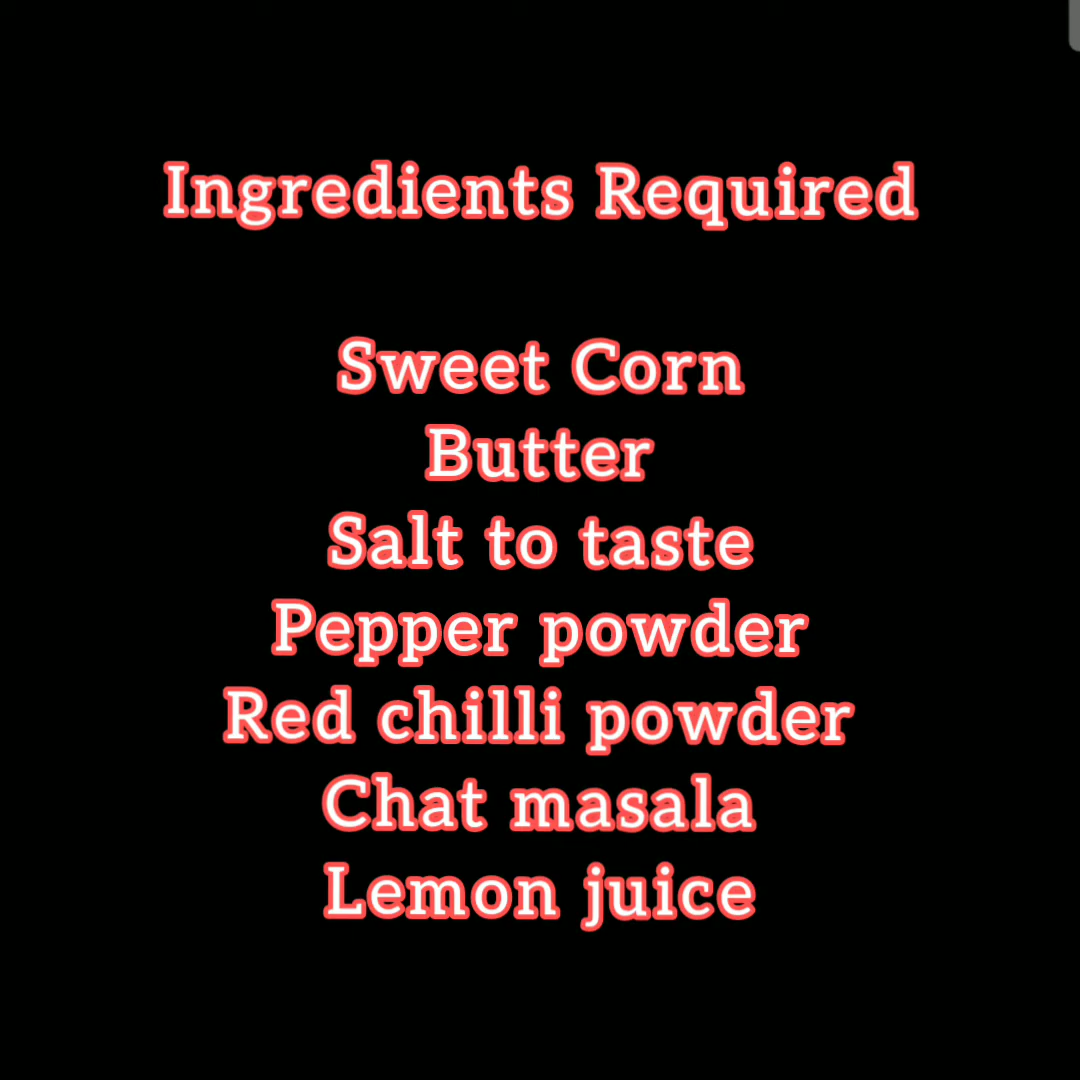 Ingredients Required
Sweet Corn
Butter
Salt to taste
Pepper powder
Red chilli powder
Chat masala
Lemon juice